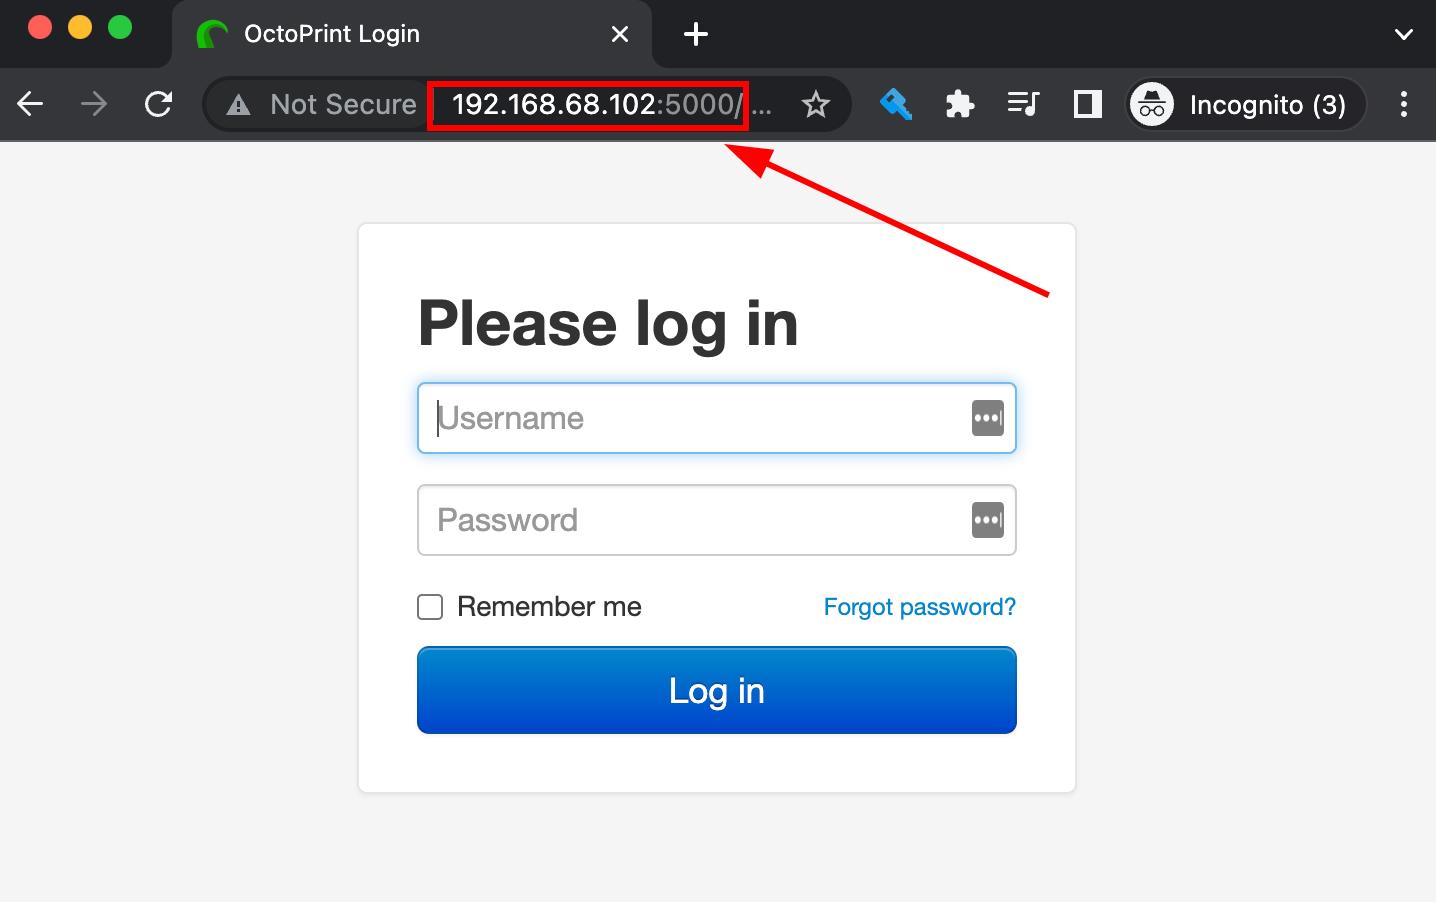 OctoPrint Login
Not Secure 192.168.68.102:5000/ ... Incognito (3)
Please log in
Username
Password
Remember me Forgot password?
Log in